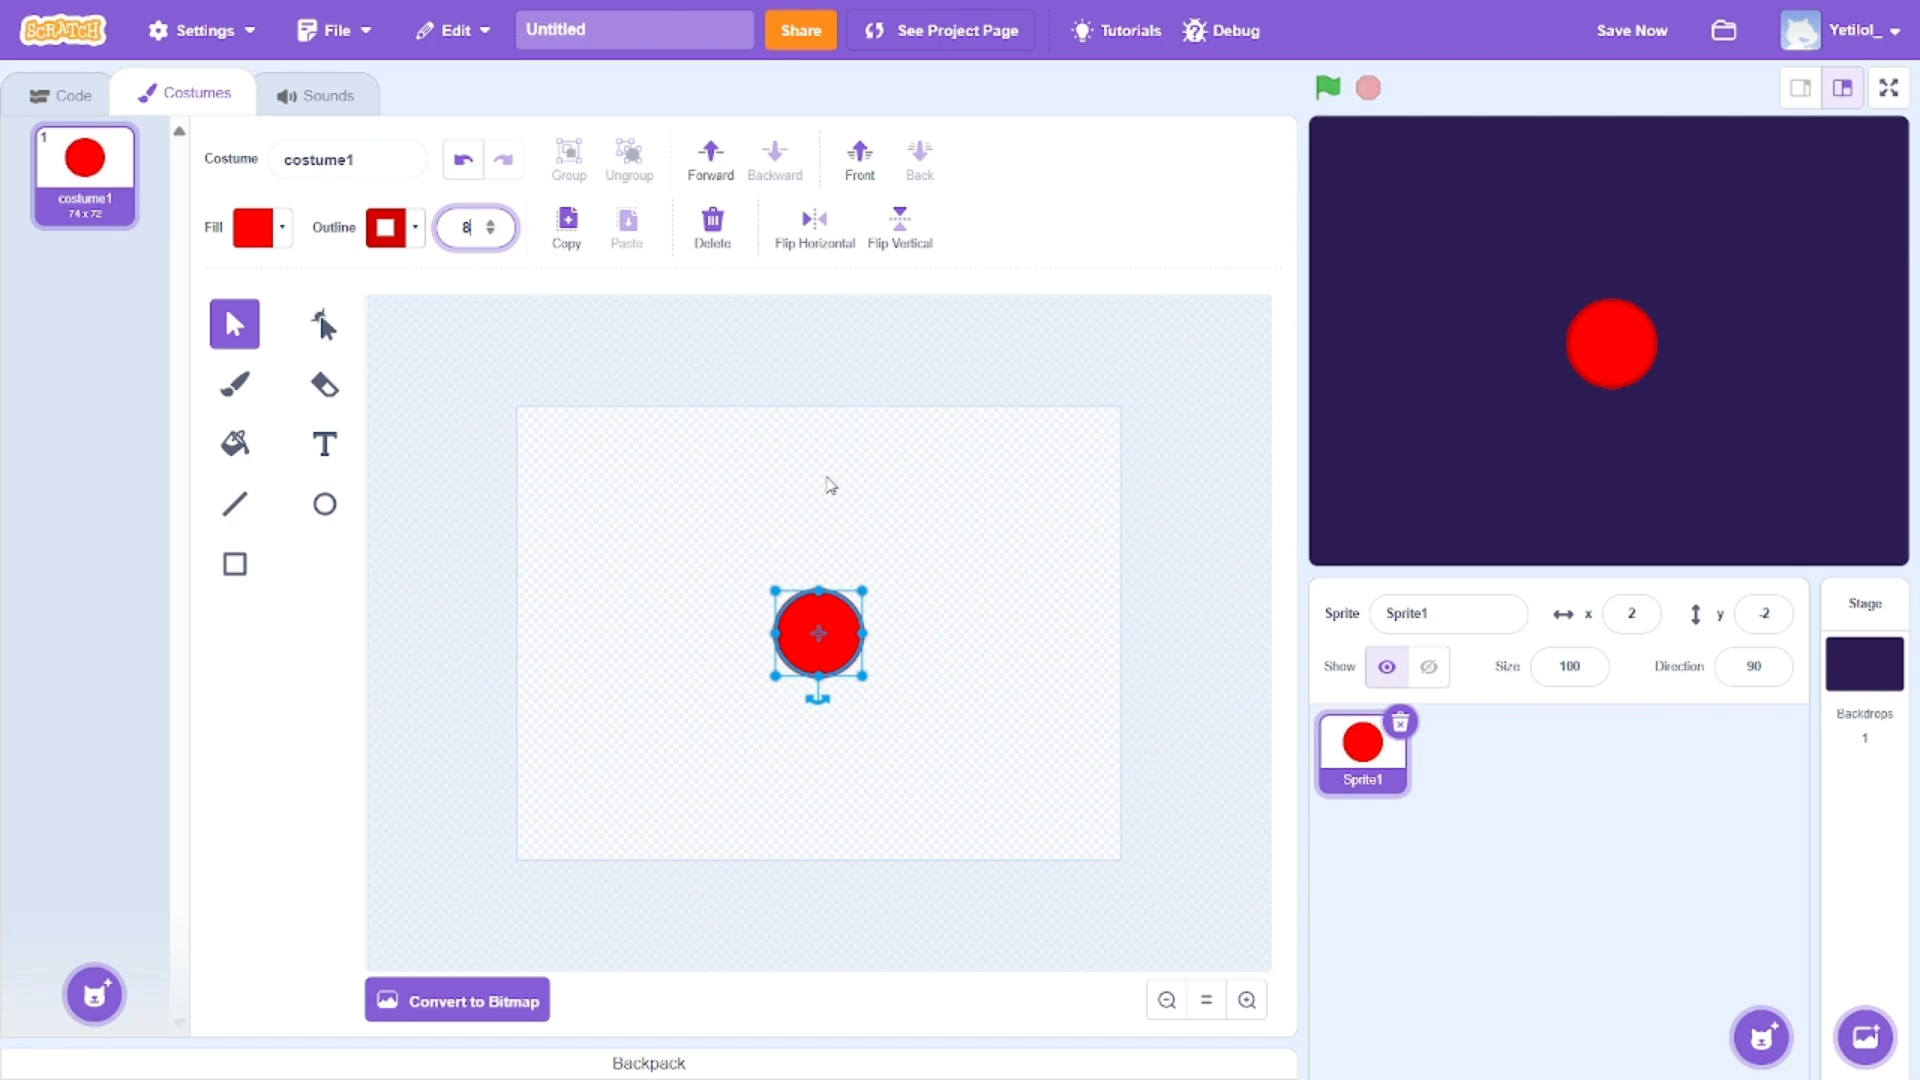 SCRATCH Settings File Edit Untitled Share See Project Page Tutorials Debug Save Now Yetilol_
Code Costumes Sounds
1
costume1
74 x 72
Costume costume1 Group Ungroup Forward Backward Front Back
Fill Outline 8 Copy Paste Delete Flip Horizontal Flip Vertical
T
Convert to Bitmap
Backpack
Sprite Sprite1 x 2 y -2
Show Size 100 Direction 90
Sprite1
Stage
Backdrops
1